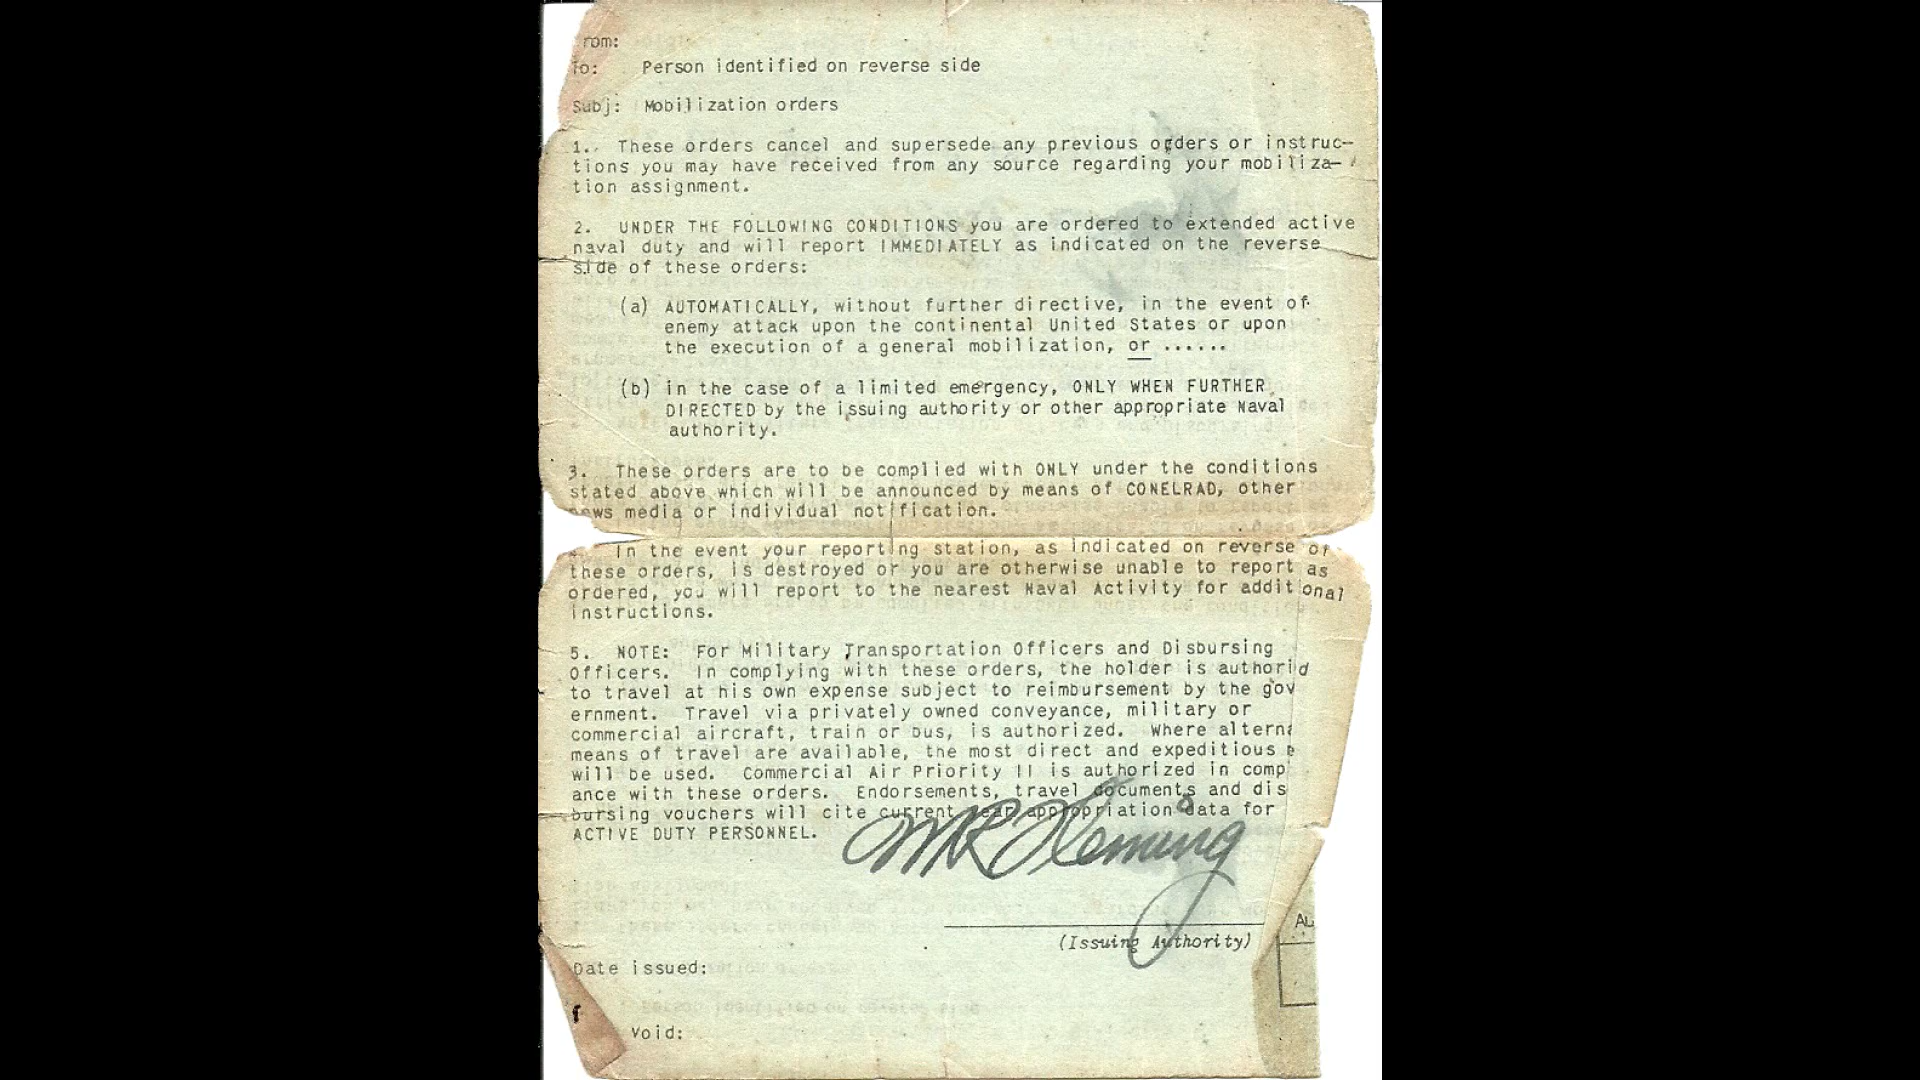 rom:
To: Person identified on reverse side
Subj: Mobilization orders
1. These orders cancel and supersede any previous orders or instruc-
tions you may have received from any source regarding your mobiliza-
tion assignment.
2. UNDER THE FOLLOWING CONDITIONS you are ordered to extended active
naval duty and will report IMMEDIATELY as indicated on the reverse
side of these orders:
(a) AUTOMATICALLY, without further directive, in the event of
enemy attack upon the continental United States or upon
the execution of a general mobilization, or ......
(b) in the case of a limited emergency, ONLY WHEN FURTHER
DIRECTED by the issuing authority or other appropriate Naval
authority.
3. These orders are to be complied with ONLY under the conditions
stated above which will be announced by means of CONELRAD, other
news media or individual notification.
In the event your reporting station, as indicated on reverse of
these orders, is destroyed or you are otherwise unable to report as
ordered, you will report to the nearest Naval Activity for additional
instructions.
5. NOTE: For Military Transportation Officers and Disbursing
Officers. In complying with these orders, the holder is authorid
to travel at his own expense subject to reimbursement by the gov
ernment. Travel via privately owned conveyance, military or
commercial aircraft, train or bus, is authorized. Where alterna
means of travel are available, the most direct and expeditious
will be used. Commercial Air Priority II is authorized in comp
ance with these orders. Endorsements, travel documents and dis
bursing vouchers will cite current year appropriation data for
ACTIVE DUTY PERSONNEL.
MR Fleming
(Issuing Authority)
AU
Date issued:
f
Void: